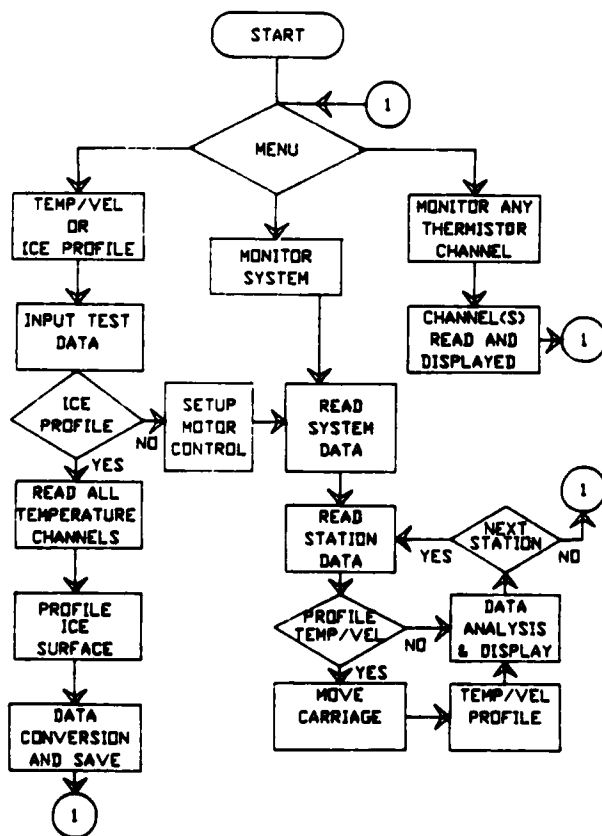 START
1
MENU
TEMP/VEL
OR
ICE PROFILE
MONITOR
SYSTEM
MONITOR ANY
THERMISTOR
CHANNEL
INPUT TEST
DATA
CHANNEL(S)
READ AND
DISPLAYED
1
ICE
PROFILE
NO
YES
SETUP
MOTOR
CONTROL
READ
SYSTEM
DATA
READ ALL
TEMPERATURE
CHANNELS
READ
STATION
DATA
YES
NEXT
STATION
NO
1
PROFILE
ICE
SURFACE
PROFILE
TEMP/VEL
NO
YES
DATA
ANALYSIS
& DISPLAY
DATA
CONVERSION
AND SAVE
MOVE
CARRIAGE
TEMP/VEL
PROFILE
1